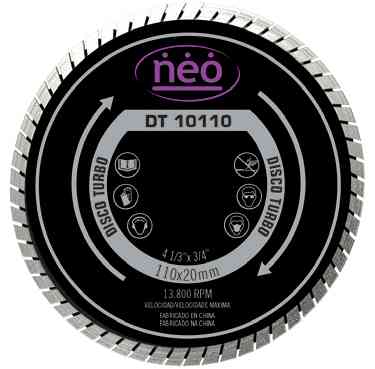 neo
DT 10110
DISCO TURBO
DISCO TURBO
4 1/3"x 3/4"
110x20mm
13.800 RPM
VELOCIDAD/VELOCIDADE MÁXIMA
FABRICADO EN CHINA
FABRICADO NA CHINA